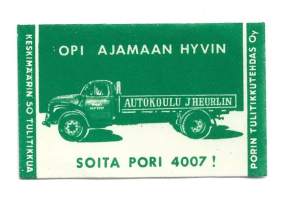 OPI AJAMAAN HYVIN
AUTOKOULU J HEURLIN
SOITA PORI 4007 !
KESKIMÄÄRIN 50 TULITIKKUA
PORIN TULITIKKUTEHDAS Oy